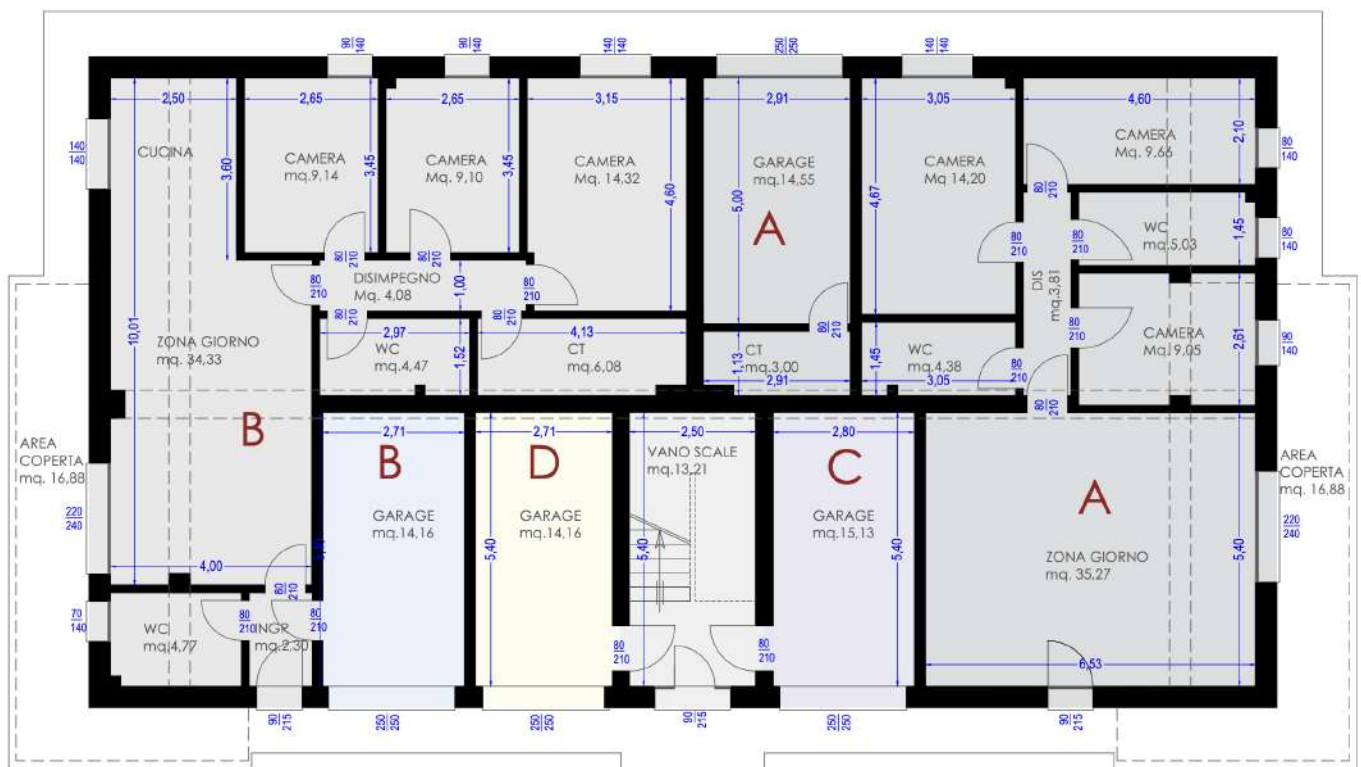 90
140
90
140
140
140
250
250
140
140
2,50
2,65
2,65
3,15
2,91
3,05
4,60
140
140
CUCINA
3,60
CAMERA
mq.9,14
3,45
CAMERA
Mq. 9,10
3,45
CAMERA
Mq. 14,32
4,60
GARAGE
mq.14,55
5,00
A
CAMERA
Mq 14,20
4,67
CAMERA
Mq. 9.66
2,10
80
140
80
210
WC
mq.5,03
1,45
80
140
80
210
80
210
80
210
80
210
80
210
80
210
DISIMPEGNO
Mq. 4,08
1,00
DIS
mq.3,81
10,01
ZONA GIORNO
mq. 34,33
80
210
2,97
WC
mq.4,47
1,52
80
210
4,13
CT
mq.6,08
80
210
1,13
CT
mq.3,00
2,91
1,45
WC
mq.4,38
3,05
80
210
80
210
CAMERA
Mq.9.05
2,61
90
140
80
210
B
AREA
COPERTA
mq. 16,88
220
240
2,71
B
GARAGE
mq.14,16
2,71
D
GARAGE
mq.14,16
5,40
2,50
VANO SCALE
mq.13,21
5,40
2,80
C
GARAGE
mq.15,13
5,40
A
ZONA GIORNO
mq. 35,27
5,40
AREA
COPERTA
mq. 16,88
220
240
4,00
80
210
70
140
WC
mq.4,77
80
210
INGR
mq.2,30
80
210
80
210
80
210
6,53
90
215
250
250
250
250
90
215
250
250
90
215